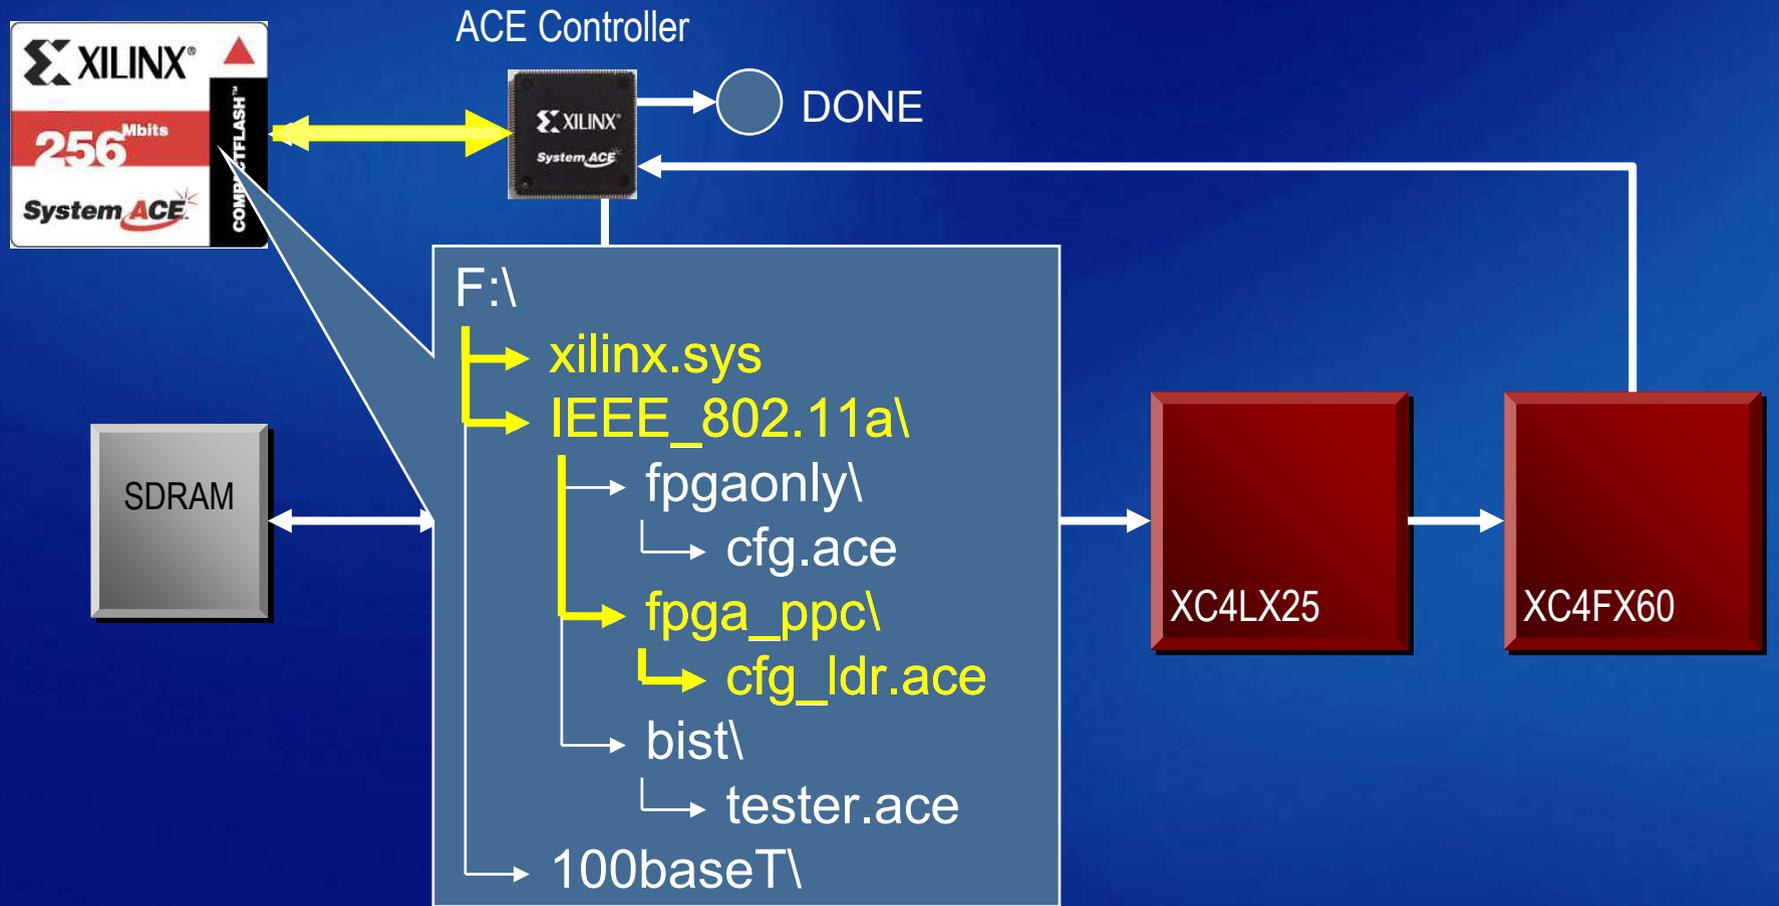 ACE Controller
XILINX®
256 Mbits
System ACE
COMPACTFLASH™
XILINX®
System ACE
DONE
F:\
xilinx.sys
IEEE_802.11a\
fpgaonly\
cfg.ace
fpga_ppc\
cfg_ldr.ace
bist\
tester.ace
100baseT\
SDRAM
XC4LX25
XC4FX60